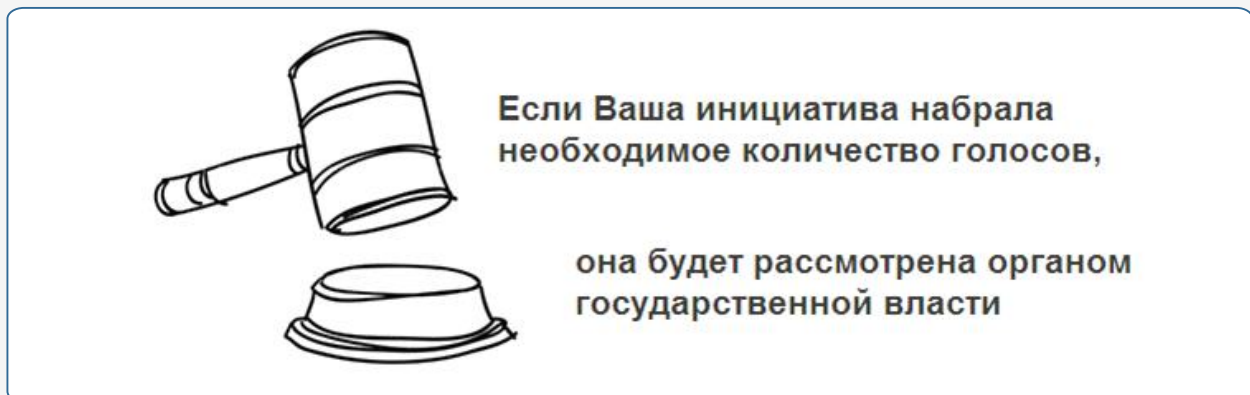 Если Ваша инициатива набрала
необходимое количество голосов,
она будет рассмотрена органом
государственной власти